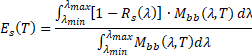 E_s(T) = \frac{\int_{\lambda_{min}}^{\lambda_{max}} [1 - R_s(\lambda) \cdot M_{bb}(\lambda, T) \, d\lambda}{\int_{\lambda_{min}}^{\lambda_{max}} M_{bb}(\lambda, T) d\lambda}